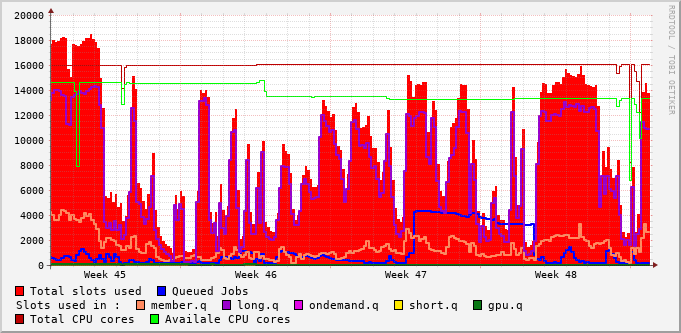 20000
18000
16000
14000
12000
10000
8000
6000
4000
2000
0
Week 45 Week 46 Week 47 Week 48
RRDTOOL / TOBI OETIKER
Total slots used Queued Jobs
Slots used in : member.q long.q ondemand.q short.q gpu.q
Total CPU cores Availale CPU cores